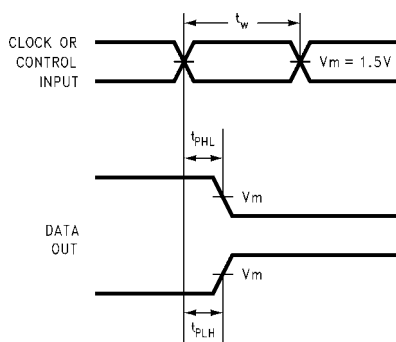 t_w
CLOCK OR
CONTROL
INPUT
Vm = 1.5V
t_PHL
Vm
DATA
OUT
Vm
t_PLH